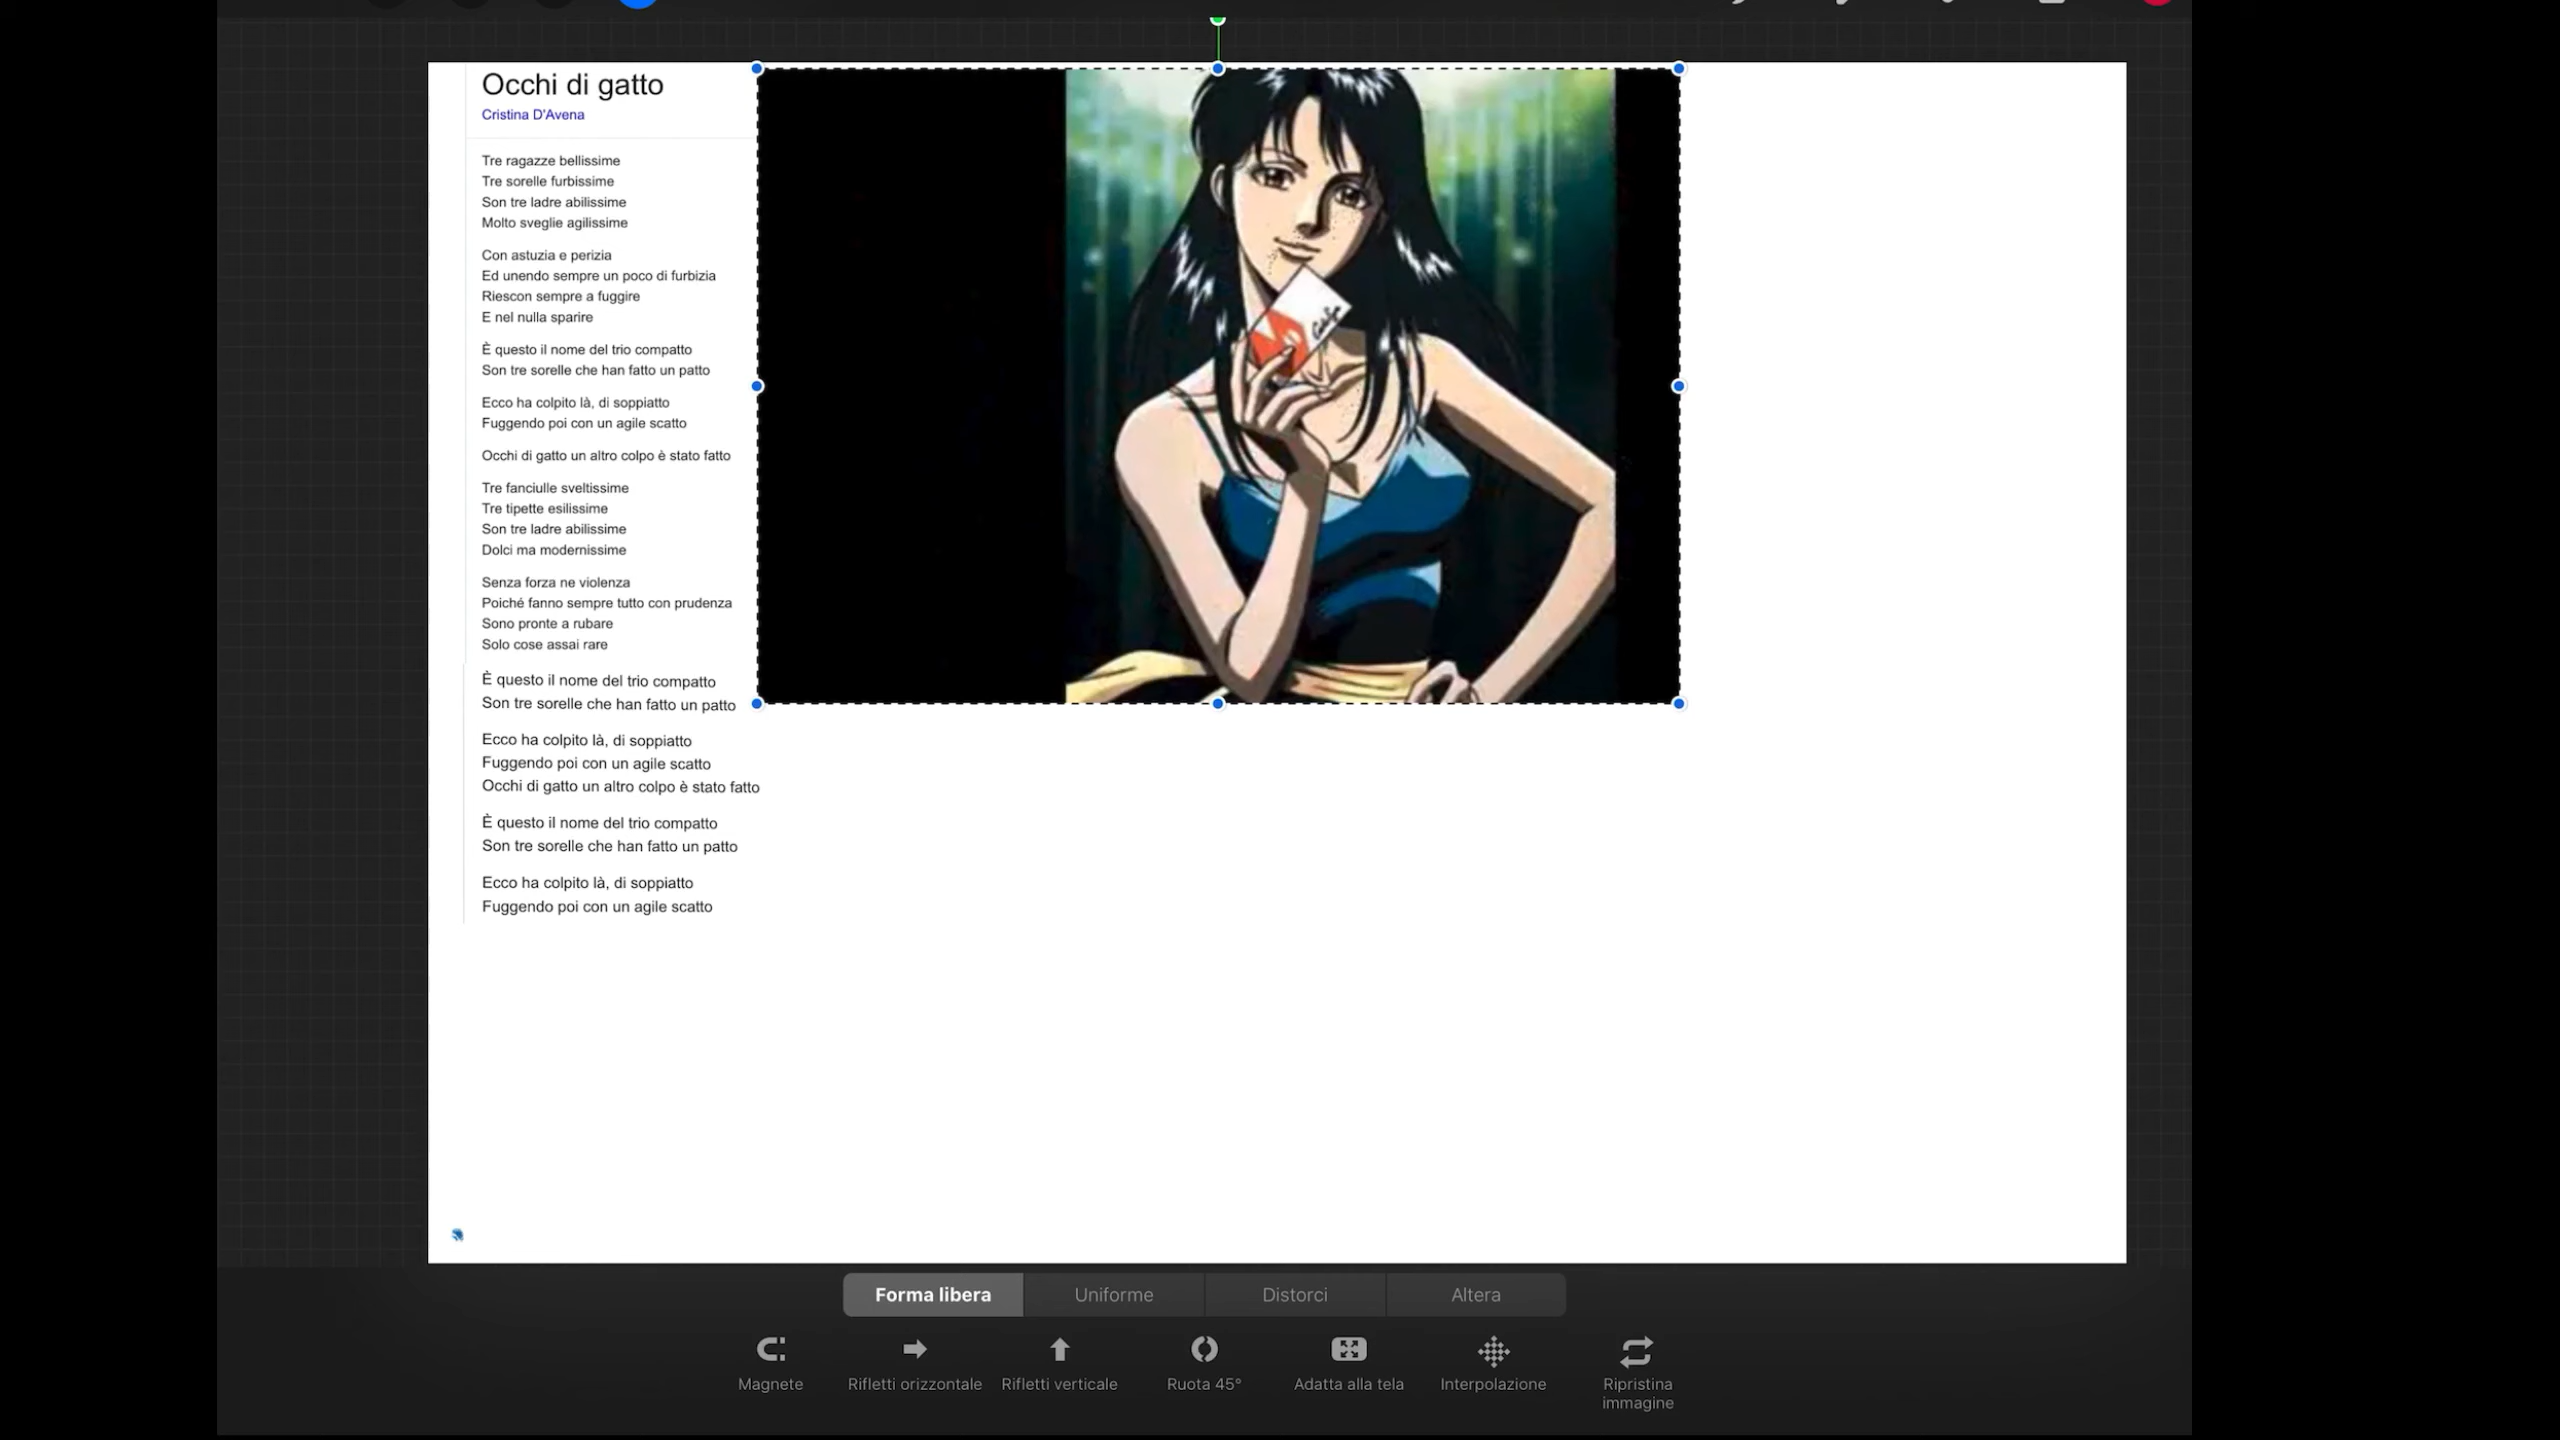 Occhi di gatto
Cristina D'Avena
Tre ragazze bellissime
Tre sorelle furbissime
Son tre ladre abilissime
Molto sveglie agilissime
Con astuzia e perizia
Ed unendo sempre un poco di furbizia
Riescon sempre a fuggire
E nel nulla sparire
È questo il nome del trio compatto
Son tre sorelle che han fatto un patto
Ecco ha colpito là, di soppiatto
Fuggendo poi con un agile scatto
Occhi di gatto un altro colpo è stato fatto
Tre fanciulle sveltissime
Tre tipette esilissime
Son tre ladre abilissime
Dolci ma modernissime
Senza forza ne violenza
Poiché fanno sempre tutto con prudenza
Sono pronte a rubare
Solo cose assai rare
È questo il nome del trio compatto
Son tre sorelle che han fatto un patto
Ecco ha colpito là, di soppiatto
Fuggendo poi con un agile scatto
Occhi di gatto un altro colpo è stato fatto
È questo il nome del trio compatto
Son tre sorelle che han fatto un patto
Ecco ha colpito là, di soppiatto
Fuggendo poi con un agile scatto
Forma libera
Uniforme
Distorci
Altera
Magnete
Rifletti orizzontale
Rifletti verticale
Ruota 45°
Adatta alla tela
Interpolazione
Ripristina
immagine